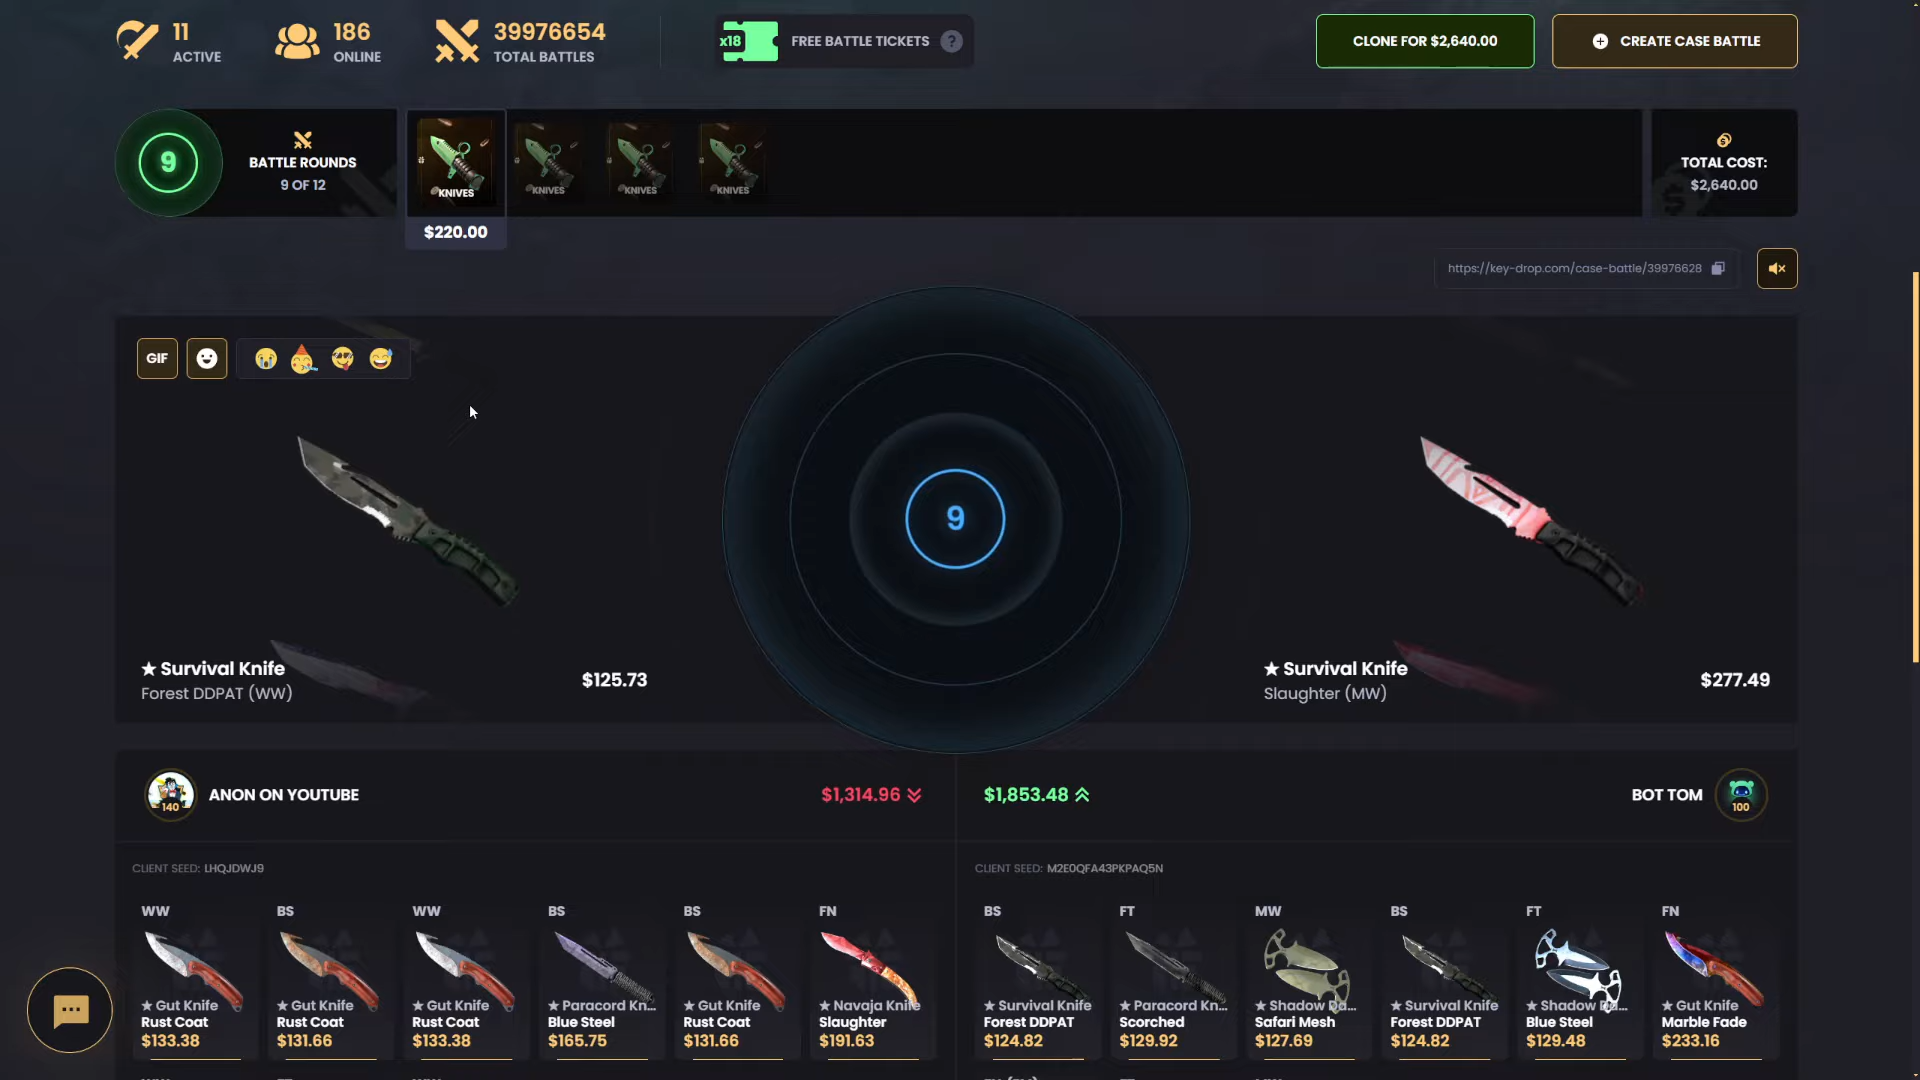 11
ACTIVE
186
ONLINE
39976654
TOTAL BATTLES
x18
FREE BATTLE TICKETS
?
CLONE FOR $2,640.00
CREATE CASE BATTLE
9
BATTLE ROUNDS
9 OF 12
KNIVES
KNIVES
KNIVES
KNIVES
$220.00
TOTAL COST:
$2,640.00
https://key-drop.com/case-battle/39976628
GIF
9
★ Survival Knife
Forest DDPAT (WW)
$125.73
★ Survival Knife
Slaughter (MW)
$277.49
140
ANON ON YOUTUBE
$1,314.96
$1,853.48
BOT TOM
100
CLIENT SEED: LHQJDWJ9
CLIENT SEED: M2E0QFA43PKPAQ5N
WW
★ Gut Knife
Rust Coat
$133.38
BS
★ Gut Knife
Rust Coat
$131.66
WW
★ Gut Knife
Rust Coat
$133.38
BS
★ Paracord Kn...
Blue Steel
$165.75
BS
★ Gut Knife
Rust Coat
$131.66
FN
★ Navaja Knife
Slaughter
$191.63
BS
★ Survival Knife
Forest DDPAT
$124.82
FT
★ Paracord Kn...
Scorched
$129.92
MW
★ Shadow Da...
Safari Mesh
$127.69
BS
★ Survival Knife
Forest DDPAT
$124.82
FT
★ Shadow Da...
Blue Steel
$129.48
FN
★ Gut Knife
Marble Fade
$233.16